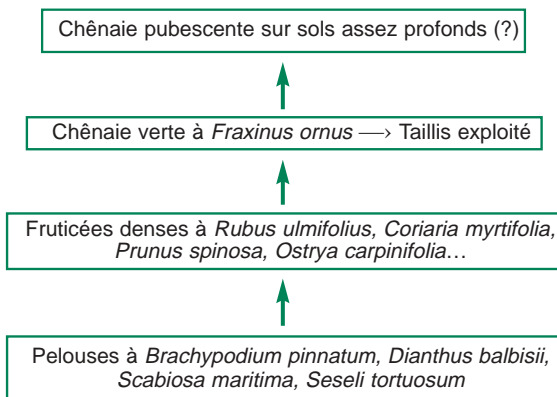 Chênaie pubescente sur sols assez profonds (?)
Chênaie verte à Fraxinus ornus —> Taillis exploité
Fruticées denses à Rubus ulmifolius, Coriaria myrtifolia,
Prunus spinosa, Ostrya carpinifolia…
Pelouses à Brachypodium pinnatum, Dianthus balbisii,
Scabiosa maritima, Seseli tortuosum